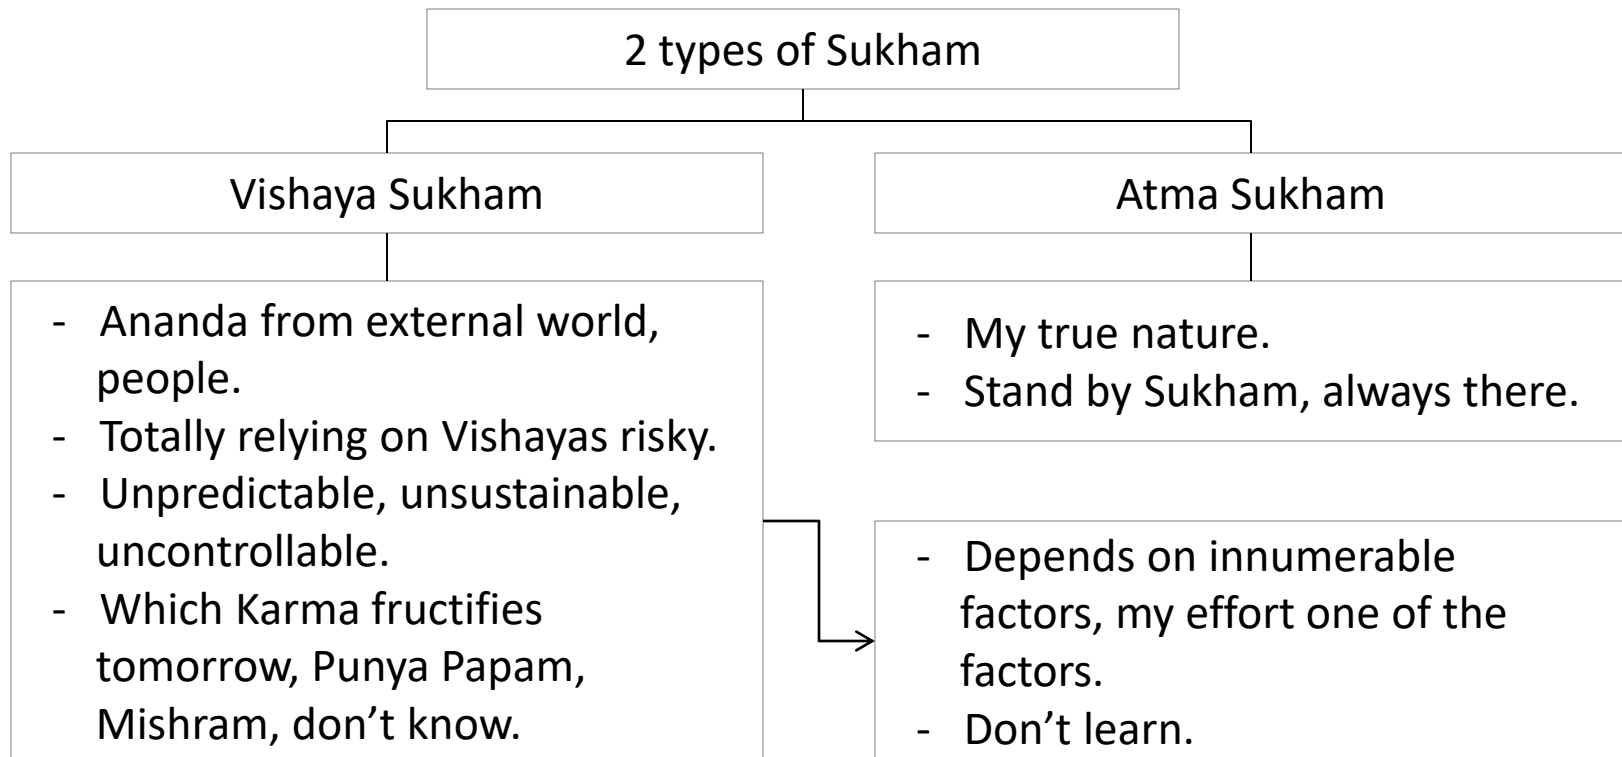 2 types of Sukham
Vishaya Sukham
Atma Sukham
- Ananda from external world,
people.
- Totally relying on Vishayas risky.
- Unpredictable, unsustainable,
uncontrollable.
- Which Karma fructifies
tomorrow, Punya Papam,
Mishram, don’t know.
- My true nature.
- Stand by Sukham, always there.
- Depends on innumerable
factors, my effort one of the
factors.
- Don’t learn.